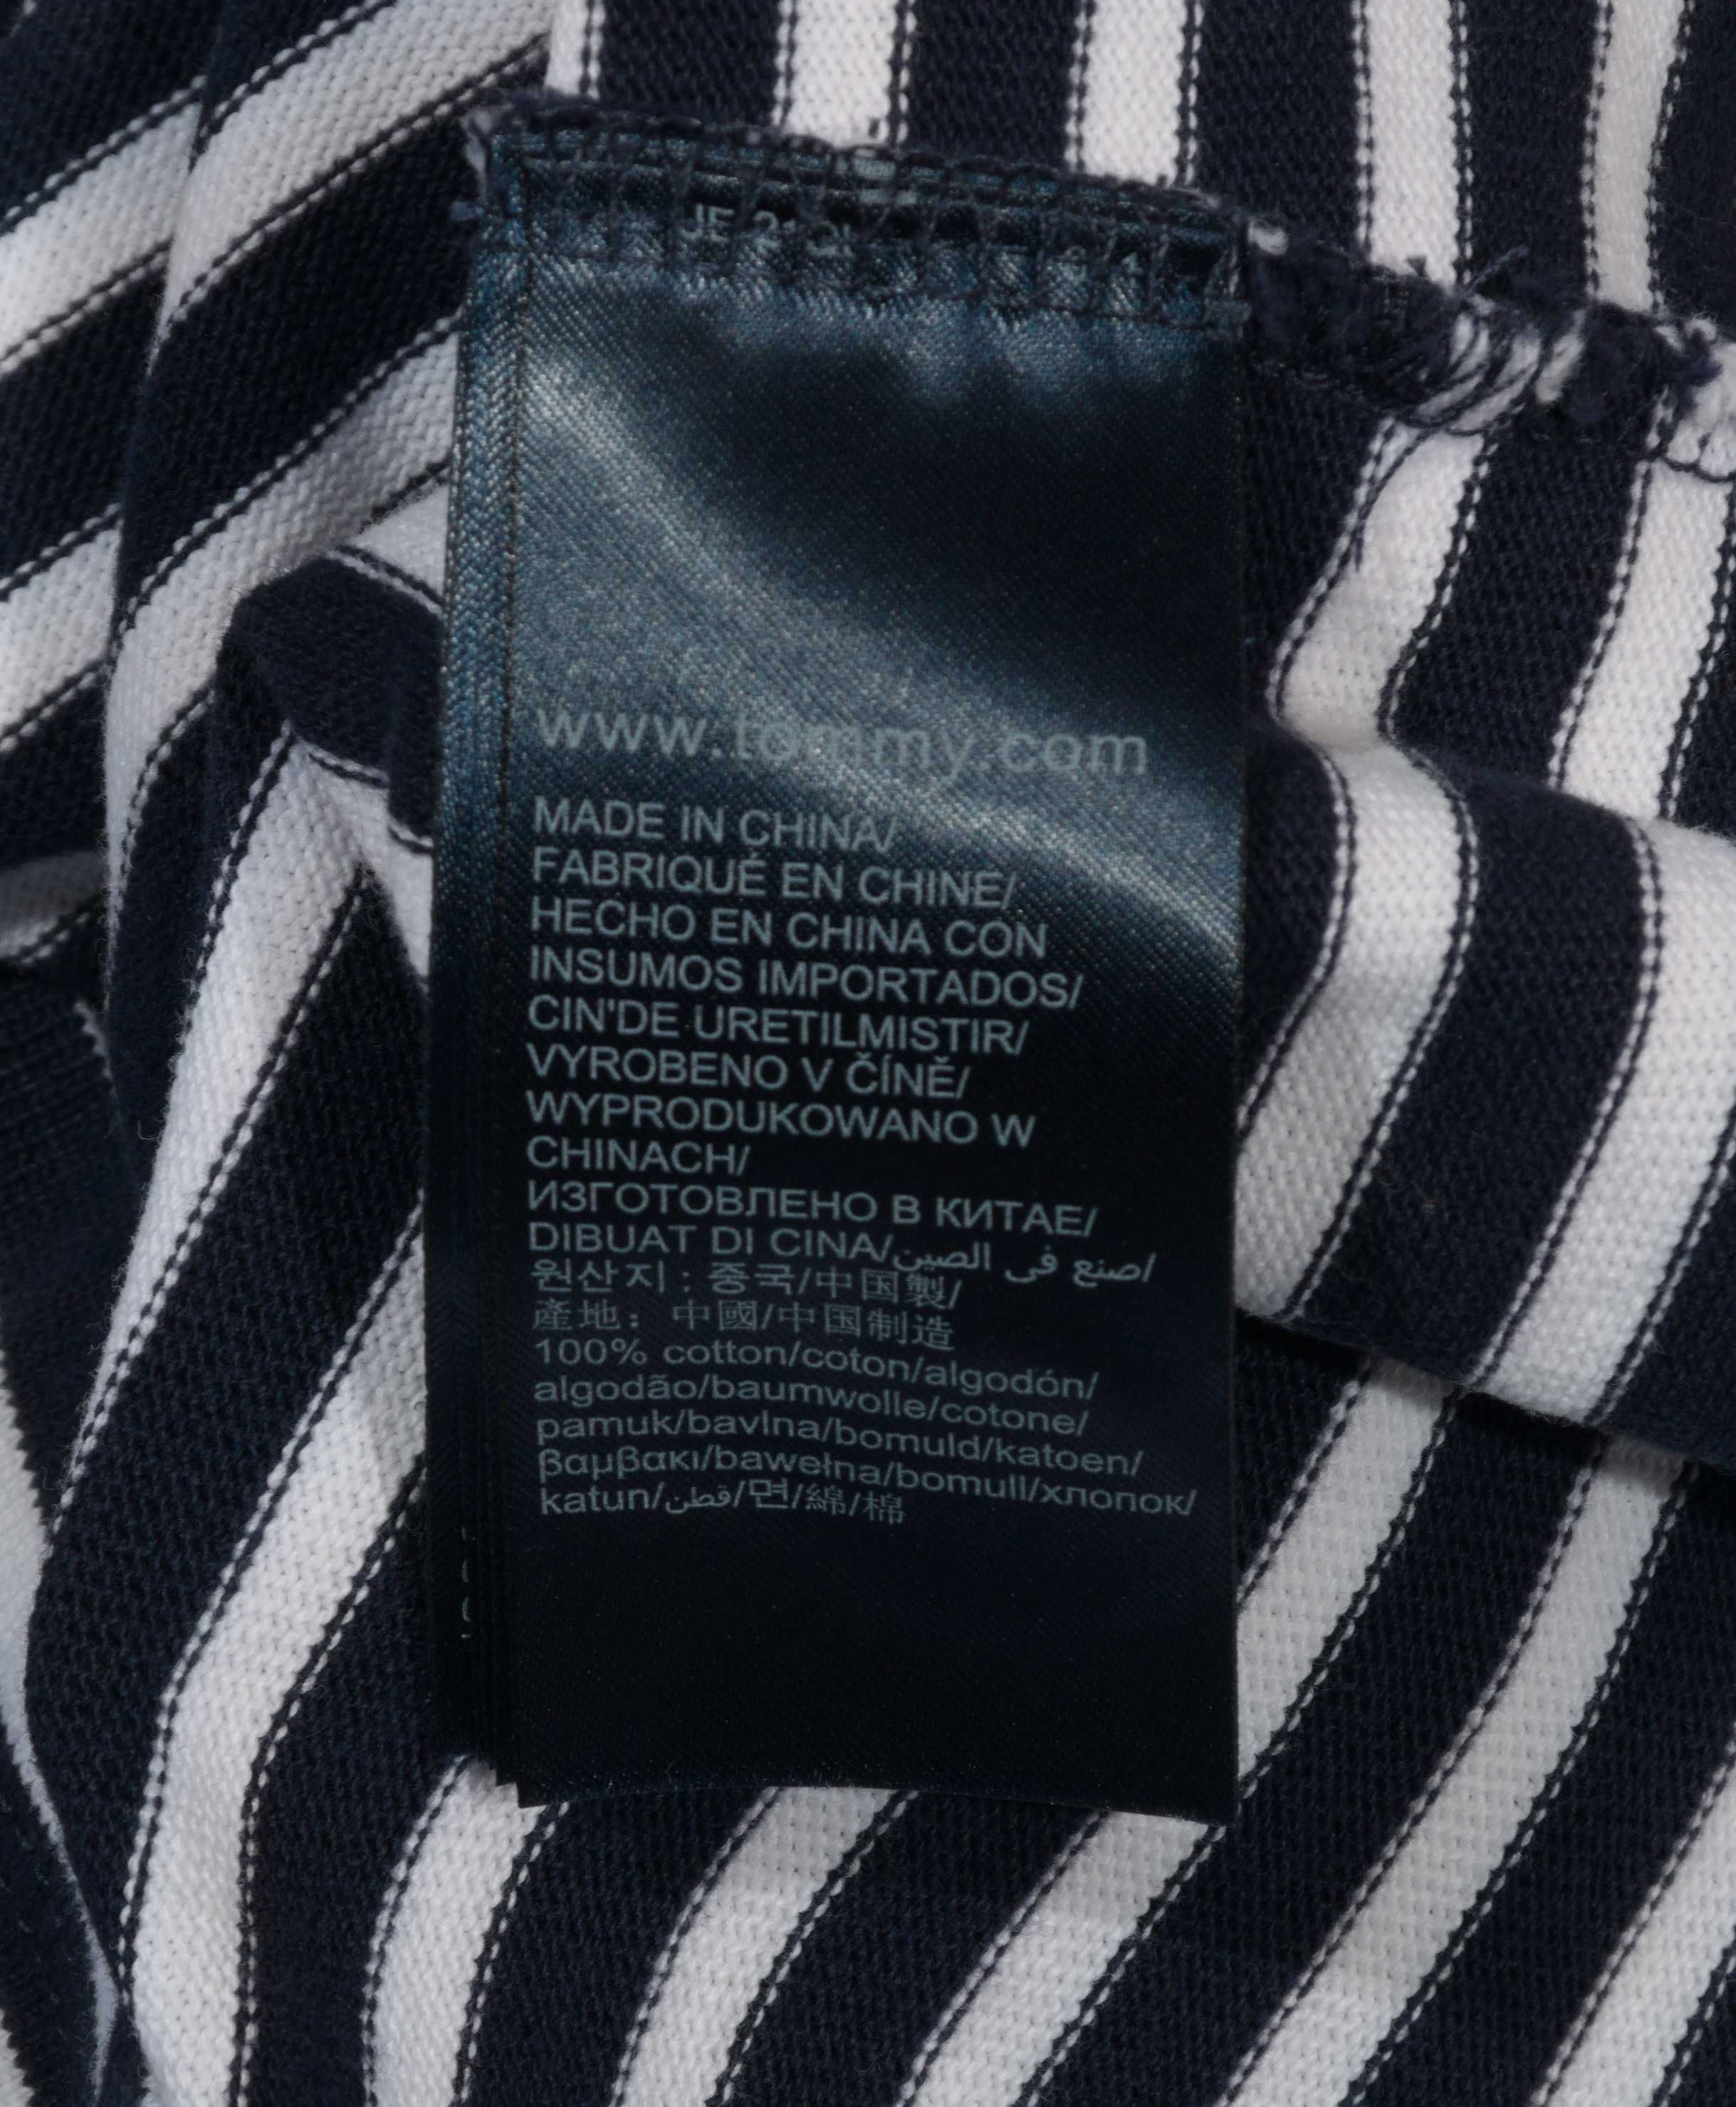 www.tommy.com
MADE IN CHINA/
FABRIQUÉ EN CHINE/
HECHO EN CHINA CON
INSUMOS IMPORTADOS/
CIN'DE URETILMISTIR/
VYROBENO V ČÍNĚ/
WYPRODUKOWANO W
CHINACH/
ИЗГОТОВЛЕНО В КИТАЕ/
DIBUAT DI CINA/صنع في الصين/
원산지 : 중국/中国製/
產地： 中國/中国制造
100% cotton/coton/algodón/
algodão/baumwolle/cotone/
pamuk/bavlna/bomuld/katoen/
βαμβακι/bawełna/bomull/хлопок/
katun/قطن/면/綿/棉